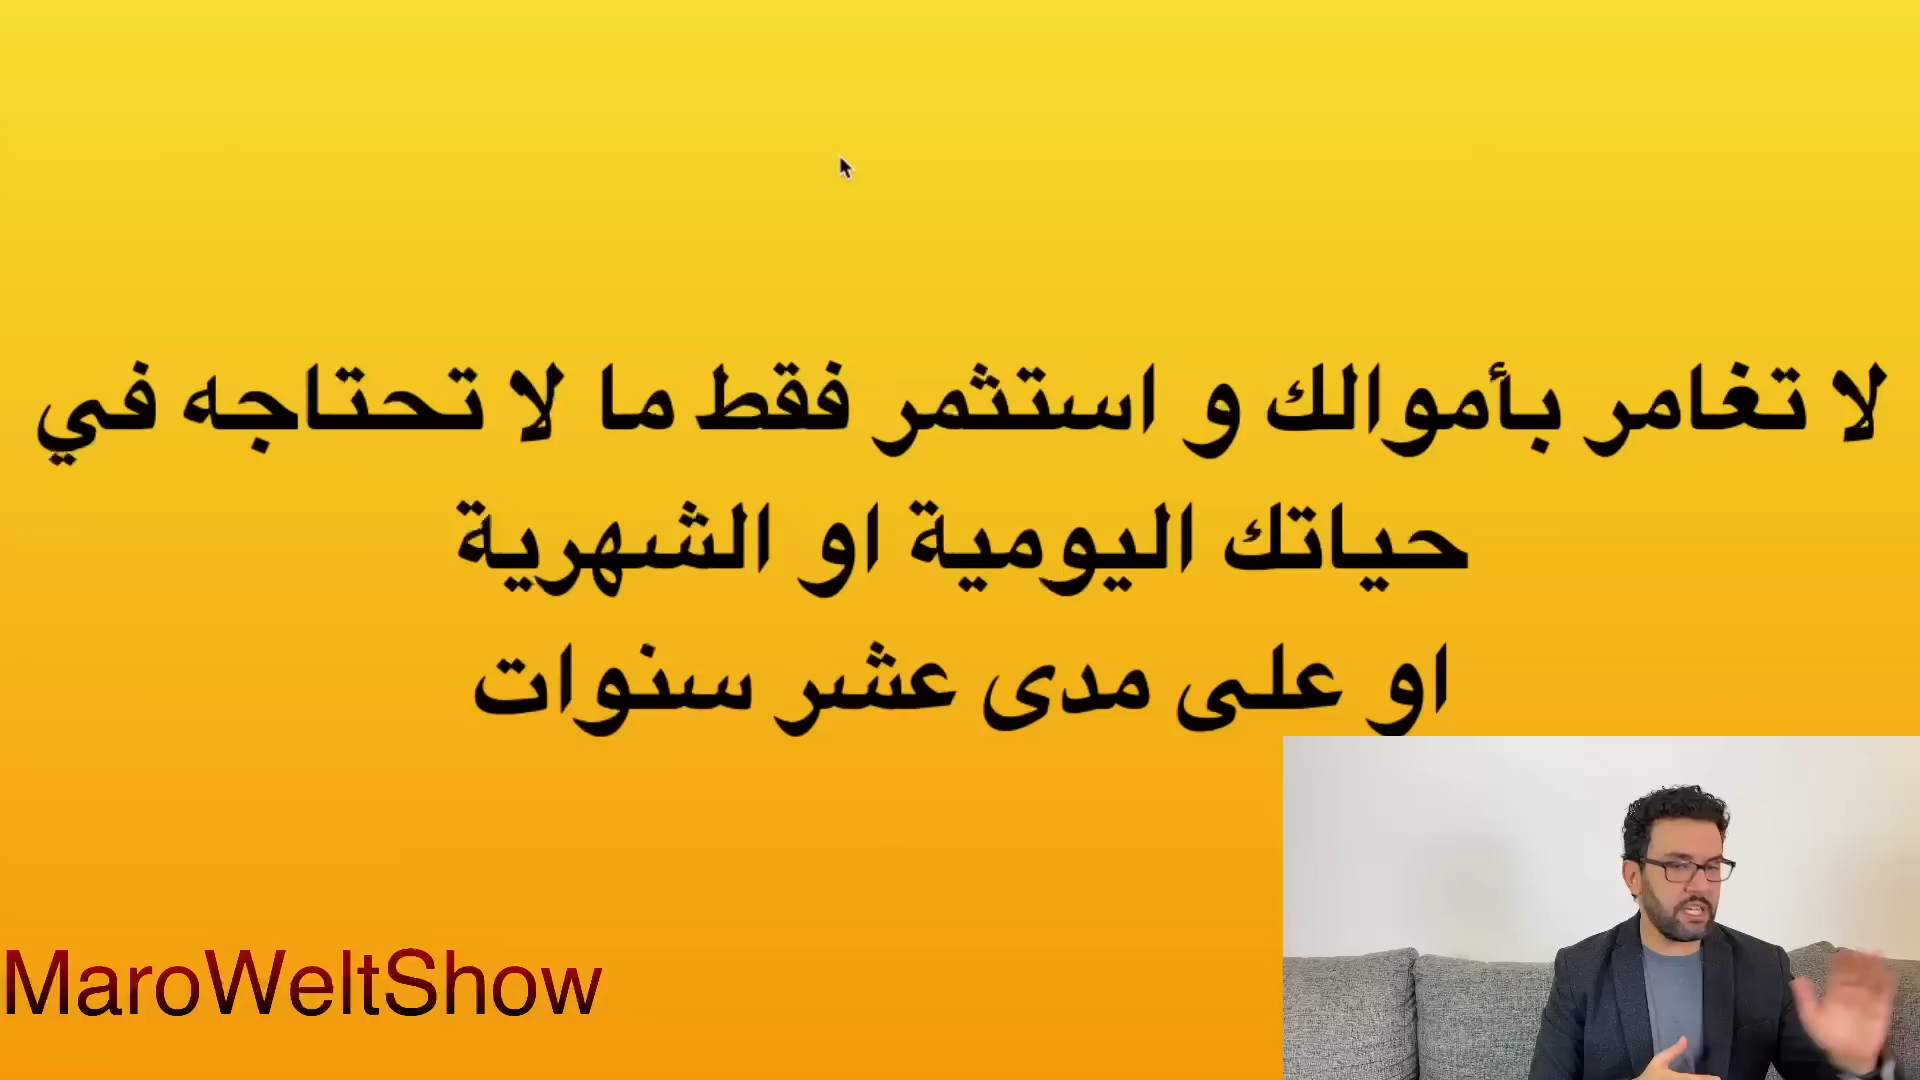 لا تغامر بأموالك و استثمر فقط ما لا تحتاجه في
حياتك اليومية او الشهرية
او على مدى عشر سنوات
MaroWeltShow